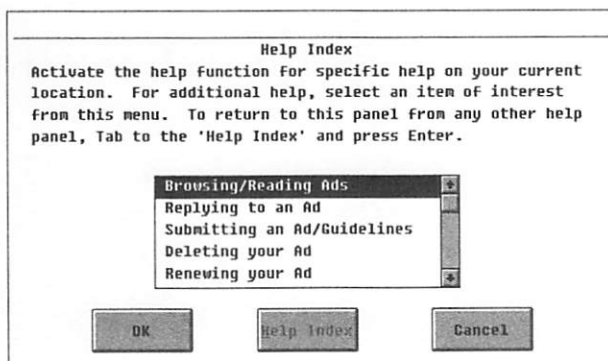 Help Index
Activate the help function for specific help on your current
location. For additional help, select an item of interest
from this menu. To return to this panel from any other help
panel, Tab to the 'Help Index' and press Enter.
Browsing/Reading Ads
Replying to an Ad
Submitting an Ad/Guidelines
Deleting your Ad
Renewing your Ad
OK
Help Index
Cancel